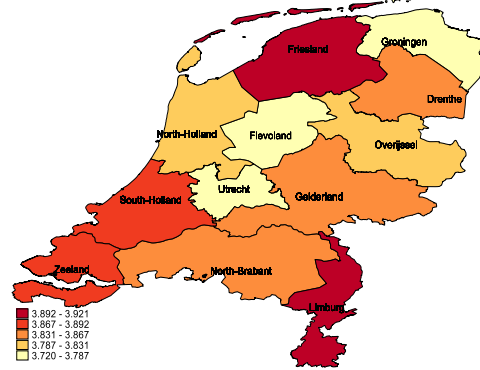 Groningen
Friesland
Drenthe
North-Holland
Flevoland
Overijssel
Utrecht
South-Holland
Gelderland
Zeeland
North-Brabant
Limburg
3.892 - 3.921
3.867 - 3.892
3.831 - 3.867
3.787 - 3.831
3.720 - 3.787